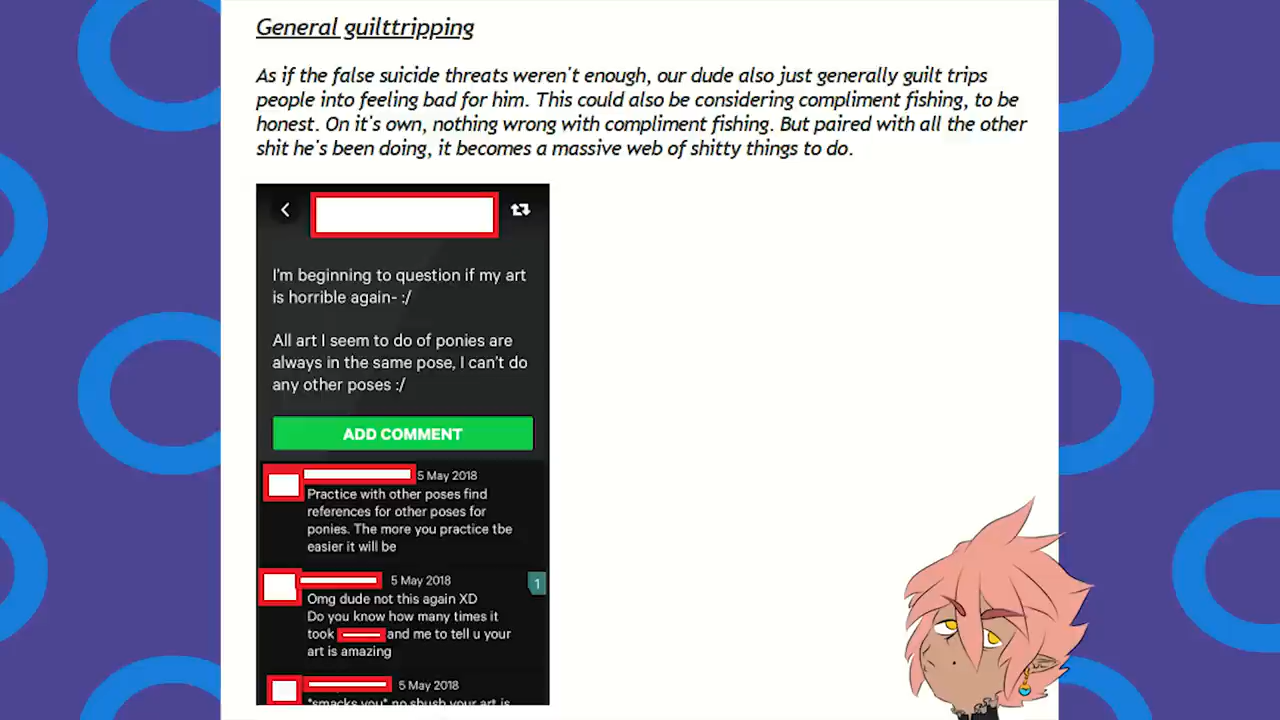 General guilttripping
As if the false suicide threats weren't enough, our dude also just generally guilt trips
people into feeling bad for him. This could also be considering compliment fishing, to be
honest. On it's own, nothing wrong with compliment fishing. But paired with all the other
shit he's been doing, it becomes a massive web of shitty things to do.
I'm beginning to question if my art
is horrible again- :/
All art I seem to do of ponies are
always in the same pose, I can't do
any other poses :/
ADD COMMENT
5 May 2018
Practice with other poses find
references for other poses for
ponies. The more you practice tbe
easier it will be
5 May 2018
1
Omg dude not this again XD
Do you know how many times it
took and me to tell u your
art is amazing
5 May 2018
*smacks you* no shush your art is